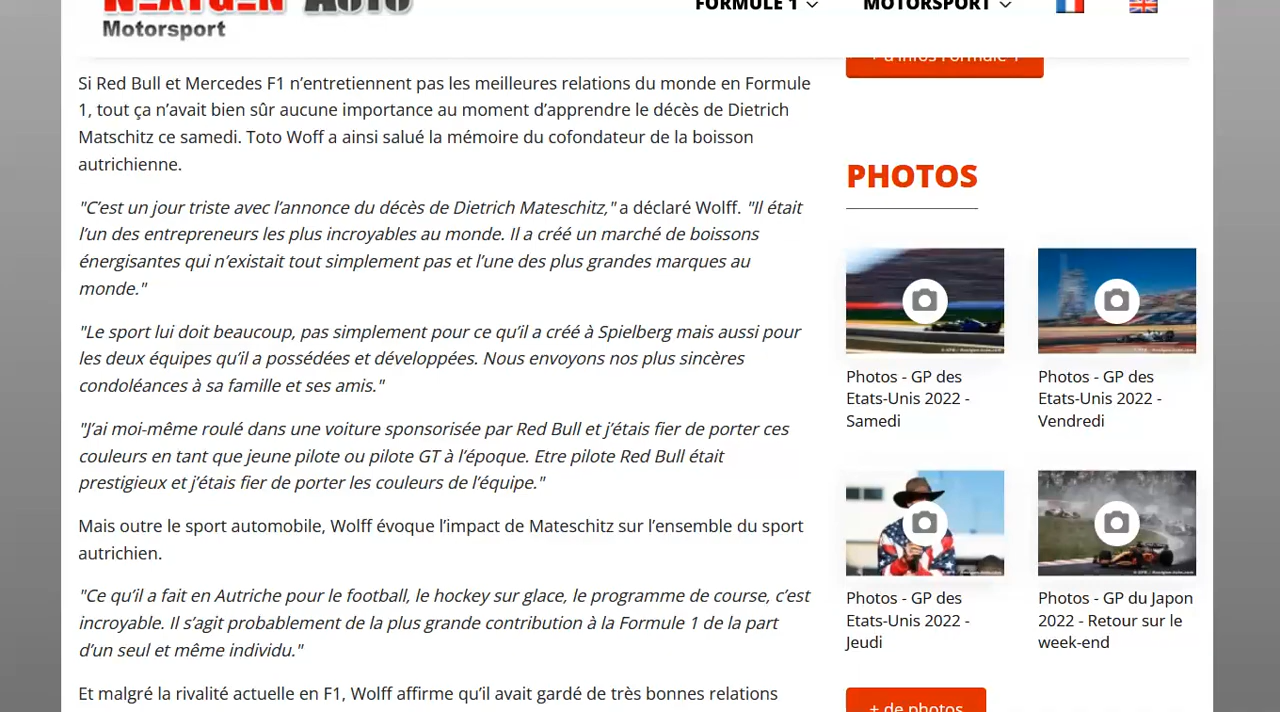 NEXTGEN AUTO
Motorsport
FORMULE 1
MOTORSPORT
Si Red Bull et Mercedes F1 n’entretiennent pas les meilleures relations du monde en Formule
1, tout ça n’avait bien sûr aucune importance au moment d’apprendre le décès de Dietrich
Matschitz ce samedi. Toto Woff a ainsi salué la mémoire du cofondateur de la boisson
autrichienne.
"C’est un jour triste avec l’annonce du décès de Dietrich Mateschitz," a déclaré Wolff. "Il était
l’un des entrepreneurs les plus incroyables au monde. Il a créé un marché de boissons
énergisantes qui n’existait tout simplement pas et l’une des plus grandes marques au
monde."
"Le sport lui doit beaucoup, pas simplement pour ce qu’il a créé à Spielberg mais aussi pour
les deux équipes qu’il a possédées et développées. Nous envoyons nos plus sincères
condoléances à sa famille et ses amis."
"J’ai moi-même roulé dans une voiture sponsorisée par Red Bull et j’étais fier de porter ces
couleurs en tant que jeune pilote ou pilote GT à l’époque. Etre pilote Red Bull était
prestigieux et j’étais fier de porter les couleurs de l’équipe."
Mais outre le sport automobile, Wolff évoque l’impact de Mateschitz sur l’ensemble du sport
autrichien.
"Ce qu’il a fait en Autriche pour le football, le hockey sur glace, le programme de course, c’est
incroyable. Il s’agit probablement de la plus grande contribution à la Formule 1 de la part
d’un seul et même individu."
Et malgré la rivalité actuelle en F1, Wolff affirme qu’il avait gardé de très bonnes relations
+ d'infos Formule 1
PHOTOS
Photos - GP des
Etats-Unis 2022 -
Samedi
Photos - GP des
Etats-Unis 2022 -
Vendredi
Photos - GP des
Etats-Unis 2022 -
Jeudi
Photos - GP du Japon
2022 - Retour sur le
week-end
+ de photos